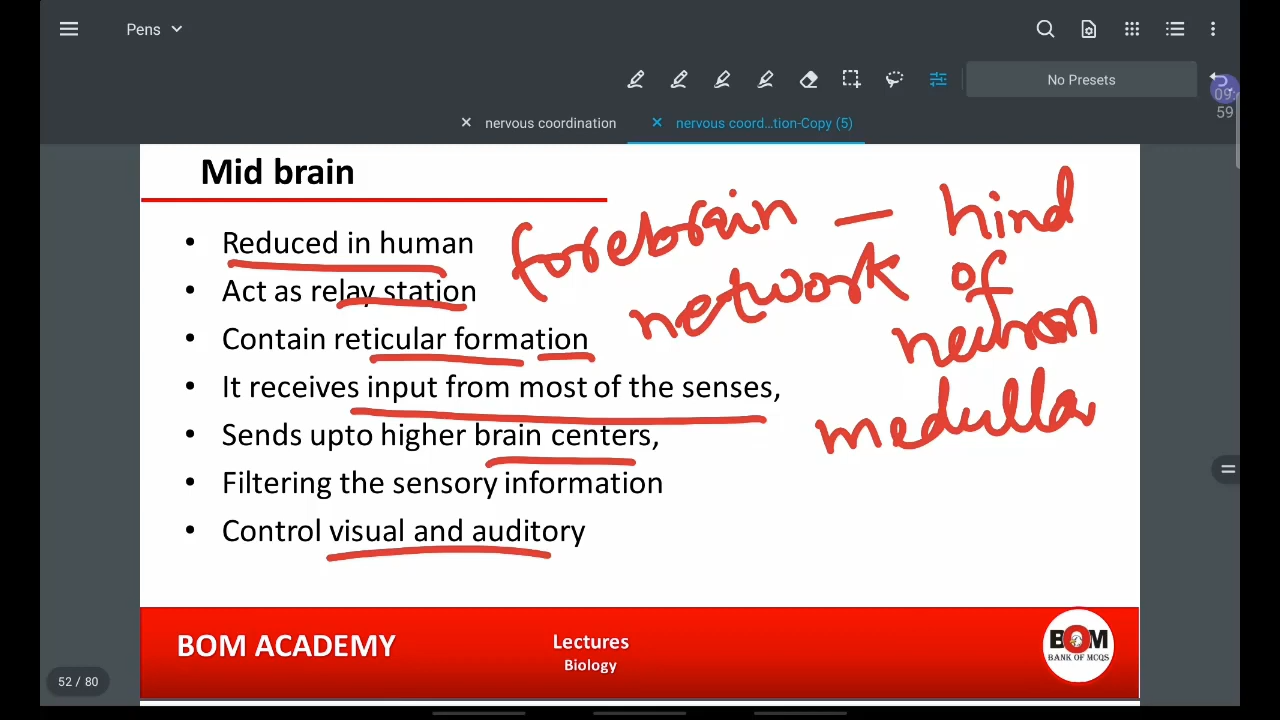 Pens
No Presets
09:
59
nervous coordination
nervous coord...tion-Copy (5)
Mid brain
• Reduced in human
• Act as relay station
• Contain reticular formation
• It receives input from most of the senses,
• Sends upto higher brain centers,
• Filtering the sensory information
• Control visual and auditory
forebrain — hind
network of
neuron
medulla
BOM ACADEMY
Lectures
Biology
BOM
BANK OF MCQS
52 / 80